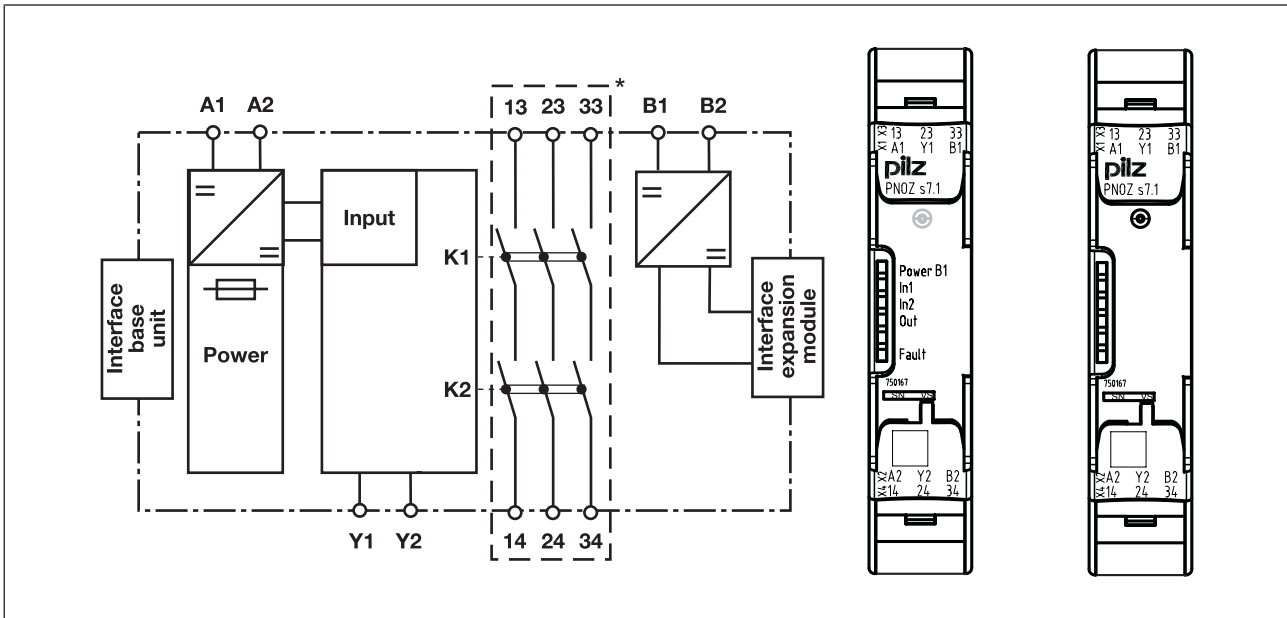 A1 A2
13 23 33 *
B1 B2
Interface base unit
Input
Power
K1
K2
Interface expansion module
Y1 Y2
14 24 34
X3 13 23 33
X1 A1 Y1 B1
pilz
PNOZ s7.1
Power B1
In1
In2
Out
Fault
750167
SN VS
X2 A2 Y2 B2
X4 14 24 34
X3 13 23 33
X1 A1 Y1 B1
pilz
PNOZ s7.1
750167
SN VS
X2 A2 Y2 B2
X4 14 24 34